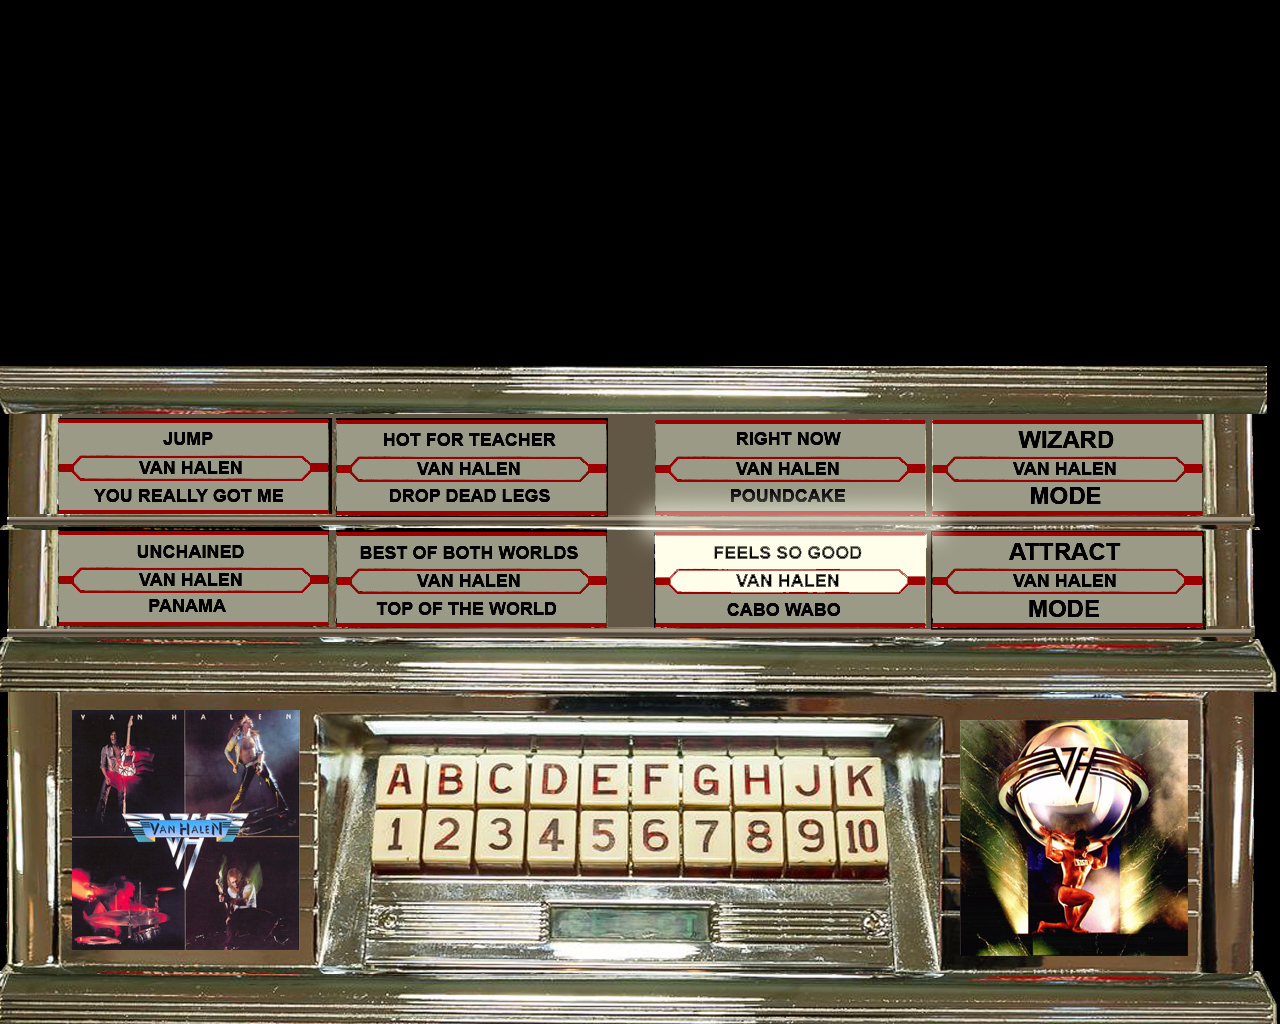 JUMP
VAN HALEN
YOU REALLY GOT ME
HOT FOR TEACHER
VAN HALEN
DROP DEAD LEGS
RIGHT NOW
VAN HALEN
POUNDCAKE
WIZARD
VAN HALEN
MODE
UNCHAINED
VAN HALEN
PANAMA
BEST OF BOTH WORLDS
VAN HALEN
TOP OF THE WORLD
FEELS SO GOOD
VAN HALEN
CABO WABO
ATTRACT
VAN HALEN
MODE
VAN HALEN
VAN HALEN
VH
A B C D E F G H J K
1 2 3 4 5 6 7 8 9 10